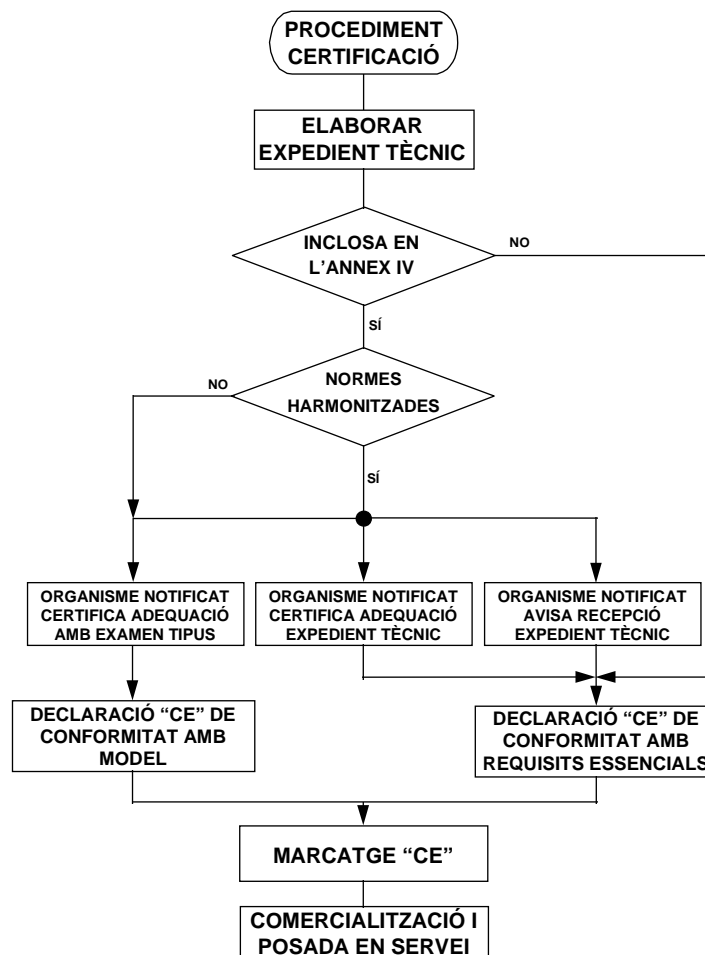 PROCEDIMENT
CERTIFICACIÓ
ELABORAR
EXPEDIENT TÈCNIC
INCLOSA EN
L'ANNEX IV
NO
SÍ
NORMES
HARMONITZADES
NO
SÍ
ORGANISME NOTIFICAT
CERTIFICA ADEQUACIÓ
AMB EXAMEN TIPUS
ORGANISME NOTIFICAT
CERTIFICA ADEQUACIÓ
EXPEDIENT TÈCNIC
ORGANISME NOTIFICAT
AVISA RECEPCIÓ
EXPEDIENT TÈCNIC
DECLARACIÓ “CE” DE
CONFORMITAT AMB
MODEL
DECLARACIÓ “CE” DE
CONFORMITAT AMB
REQUISITS ESSENCIALS
MARCATGE “CE”
COMERCIALITZACIÓ I
POSADA EN SERVEI